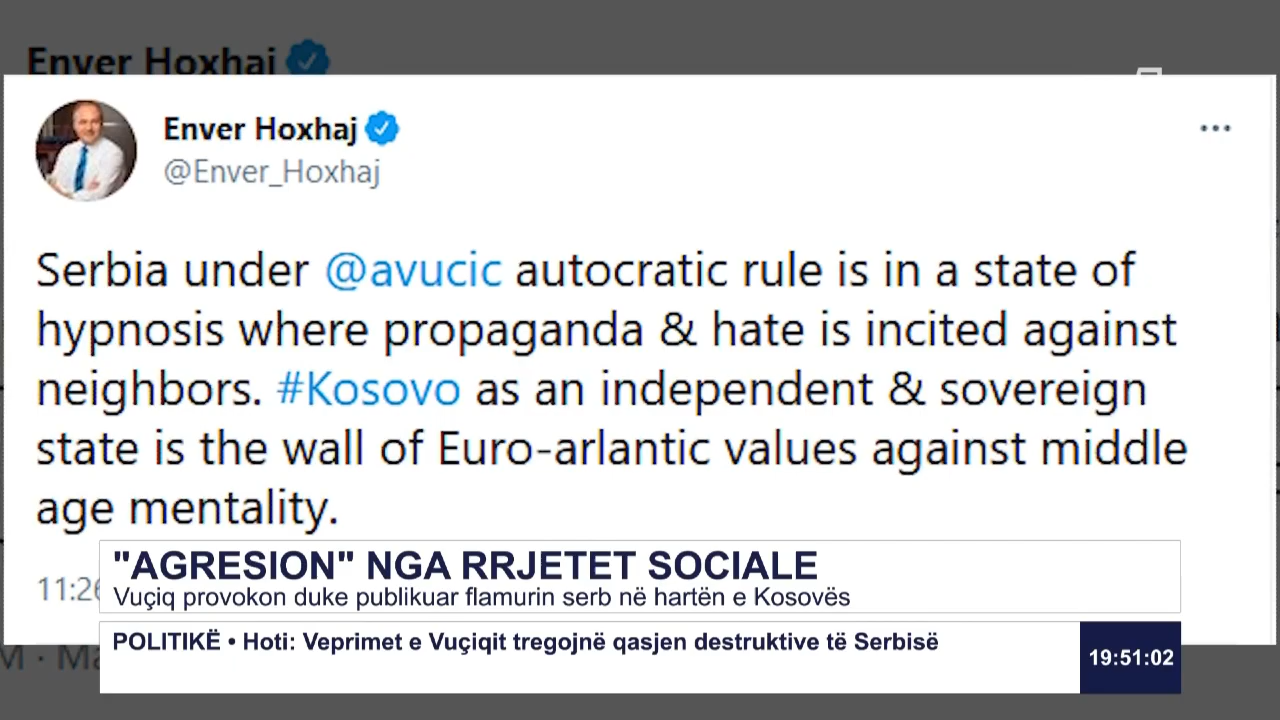 Enver Hoxhaj
Enver Hoxhaj
@Enver_Hoxhaj
Serbia under @avucic autocratic rule is in a state of
hypnosis where propaganda & hate is incited against
neighbors. #Kosovo as an independent & sovereign
state is the wall of Euro-arlantic values against middle
age mentality.
11:26
"AGRESION" NGA RRJETET SOCIALE
Vuçiq provokon duke publikuar flamurin serb në hartën e Kosovës
POLITIKË • Hoti: Veprimet e Vuçiqit tregojnë qasjen destruktive të Serbisë
19:51:02